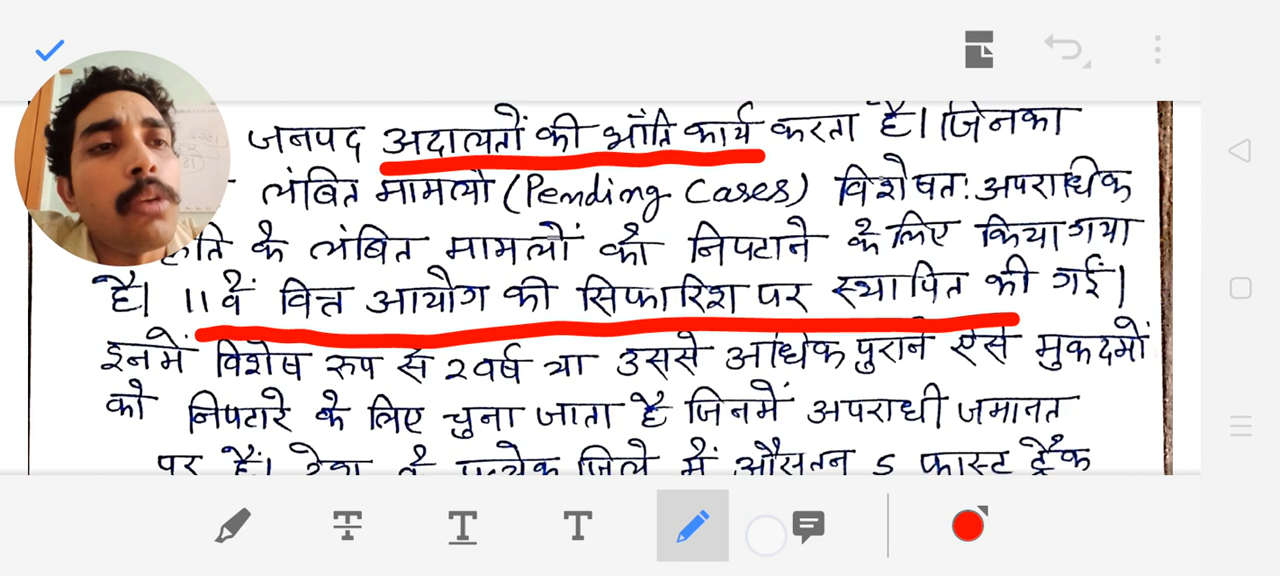 जनपद अदालतों की भाँति कार्य करता है। जिनका
लंबित मामलों (Pending Cases) विशेषतः अपराधिक
के लंबित मामलों को निपटाने के लिए किया गया
है। 11वें वित्त आयोग की सिफारिश पर स्थापित की गई।
इनमें विशेष रूप से 2 वर्ष या उससे अधिक पुराने ऐसे मुकदमों
को निपटारे के लिए चुना जाता है जिनमें अपराधी जमानत
पर हैं। देश के प्रत्येक जिले में औसतन 5 फास्ट ट्रैक